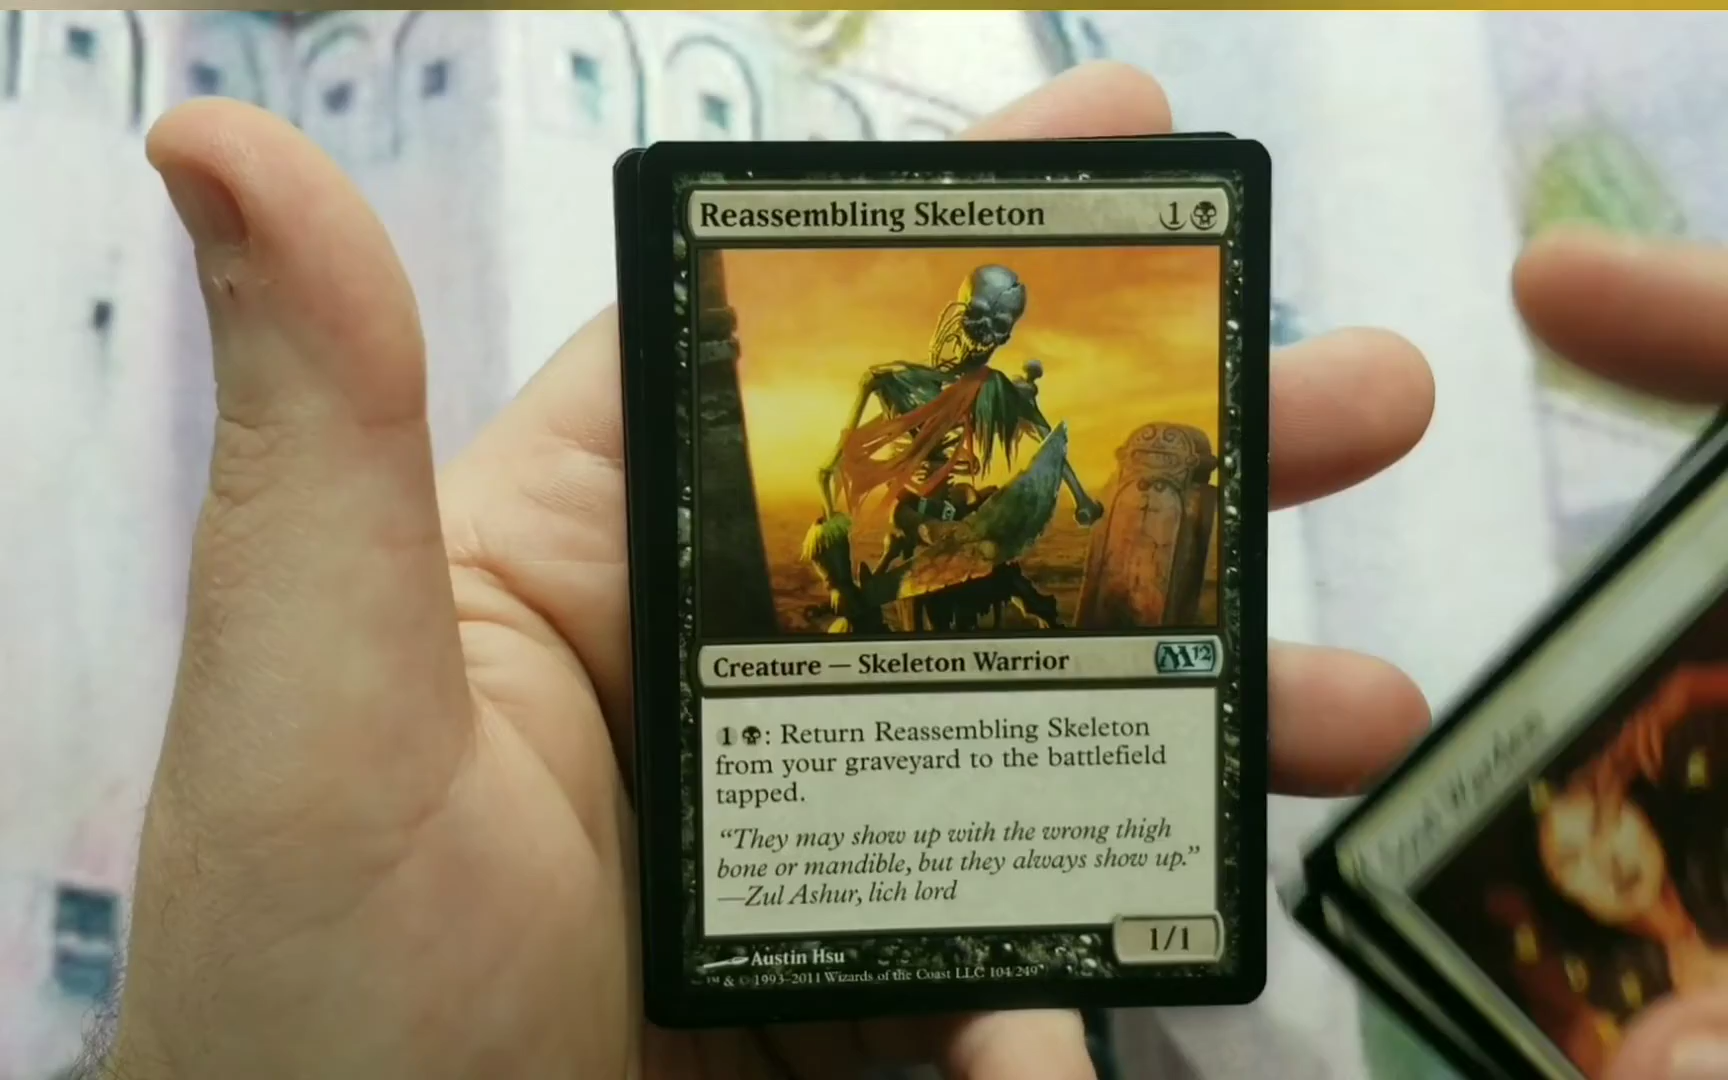 Reassembling Skeleton 1
Creature — Skeleton Warrior M12
1 : Return Reassembling Skeleton
from your graveyard to the battlefield
tapped.
“They may show up with the wrong thigh
bone or mandible, but they always show up.”
—Zul Ashur, lich lord
1/1
Austin Hsu
™ & © 1993–2011 Wizards of the Coast LLC 104/249